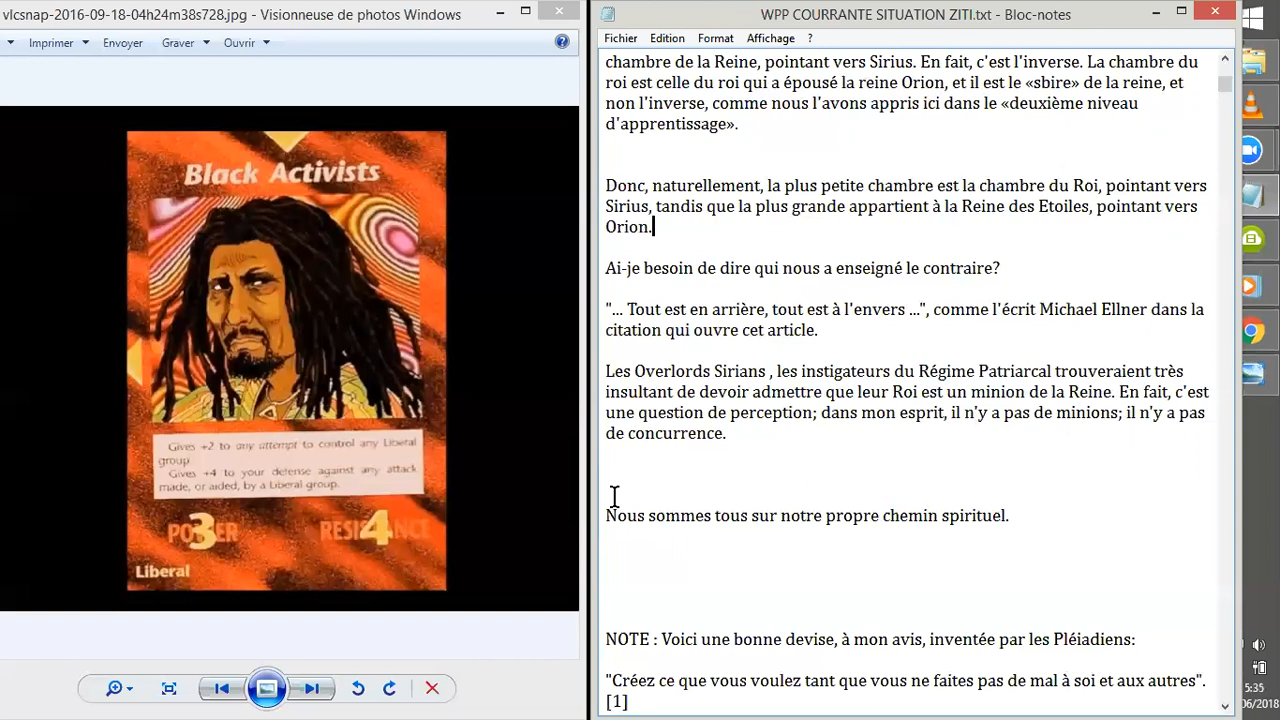 vlcsnap-2016-09-18-04h24m38s728.jpg - Visionneuse de photos Windows
Imprimer
Envoyer
Graver
Ouvrir
Black Activists
Gives +2 to any attempt to control any Liberal
group
Gives +4 to your defense against any attack
made, or aided, by a Liberal group.
POWER 3
RESISTANCE 4
Liberal
WPP COURRANTE SITUATION ZITI.txt - Bloc-notes
Fichier Edition Format Affichage ?
chambre de la Reine, pointant vers Sirius. En fait, c'est l'inverse. La chambre du
roi est celle du roi qui a épousé la reine Orion, et il est le «sbire» de la reine, et
non l'inverse, comme nous l'avons appris ici dans le «deuxième niveau
d'apprentissage».
Donc, naturellement, la plus petite chambre est la chambre du Roi, pointant vers
Sirius, tandis que la plus grande appartient à la Reine des Etoiles, pointant vers
Orion.
Ai-je besoin de dire qui nous a enseigné le contraire?
"... Tout est en arrière, tout est à l'envers ...", comme l'écrit Michael Ellner dans la
citation qui ouvre cet article.
Les Overlords Sirians , les instigateurs du Régime Patriarcal trouveraient très
insultant de devoir admettre que leur Roi est un minion de la Reine. En fait, c'est
une question de perception; dans mon esprit, il n'y a pas de minions; il n'y a pas
de concurrence.
Nous sommes tous sur notre propre chemin spirituel.
NOTE : Voici une bonne devise, à mon avis, inventée par les Pléiadiens:
"Créez ce que vous voulez tant que vous ne faites pas de mal à soi et aux autres".
[1]
5:35
06/2018